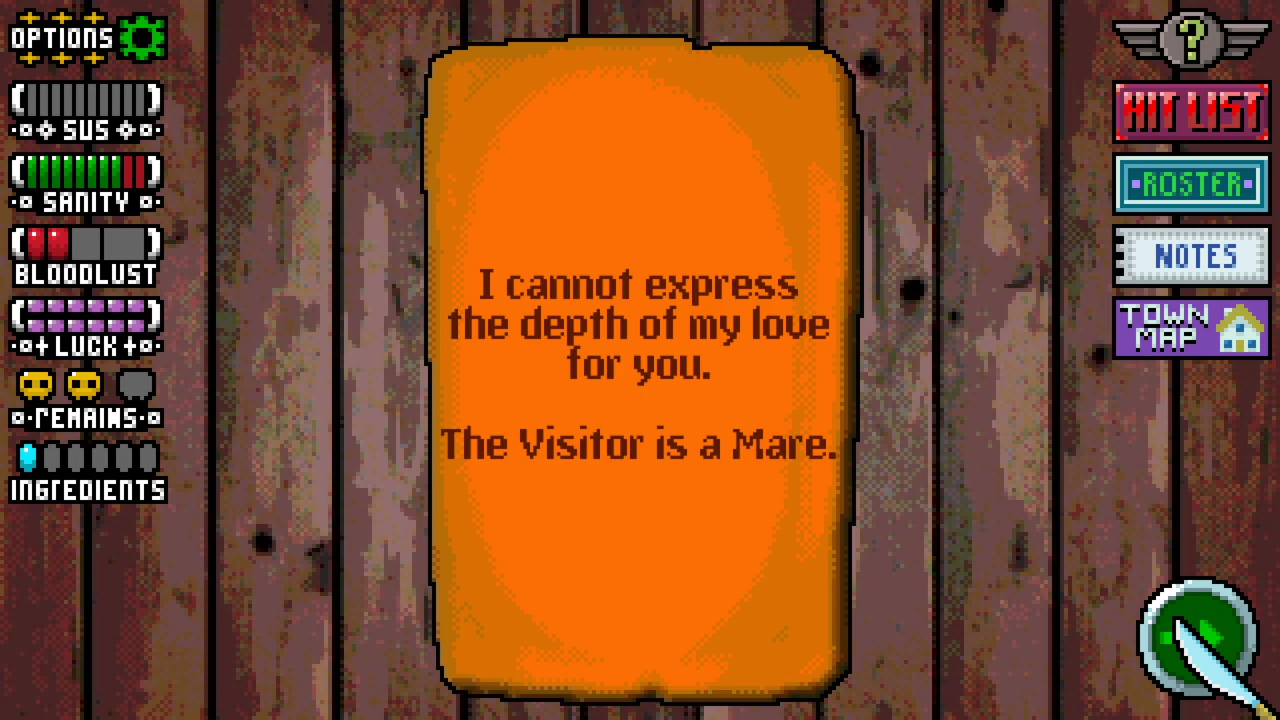 OPTIONS
SUS
SANITY
BLOODLUST
LUCK
REMAINS
INGREDIENTS
I cannot express
the depth of my love
for you.
The Visitor is a Mare.
?
HIT LIST
ROSTER
NOTES
TOWN
MAP